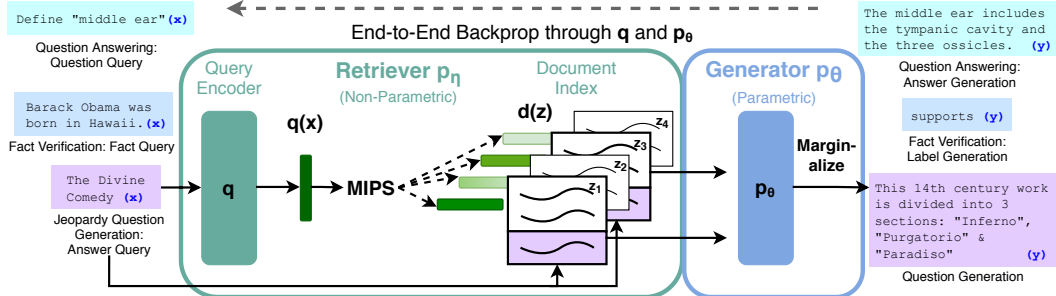 Define "middle ear"(x)
Question Answering:
Question Query
Barack Obama was
born in Hawaii.(x)
Fact Verification: Fact Query
The Divine
Comedy (x)
Jeopardy Question
Generation:
Answer Query
End-to-End Backprop through q and pθ
Query
Encoder
Retriever pη
(Non-Parametric)
Document
Index
q
q(x)
MIPS
d(z)
z4
z3
z2
z1
Generator pθ
(Parametric)
pθ
Margin-
alize
The middle ear includes
the tympanic cavity and
the three ossicles. (y)
Question Answering:
Answer Generation
supports (y)
Fact Verification:
Label Generation
This 14th century work
is divided into 3
sections: "Inferno",
"Purgatorio" &
"Paradiso" (y)
Question Generation